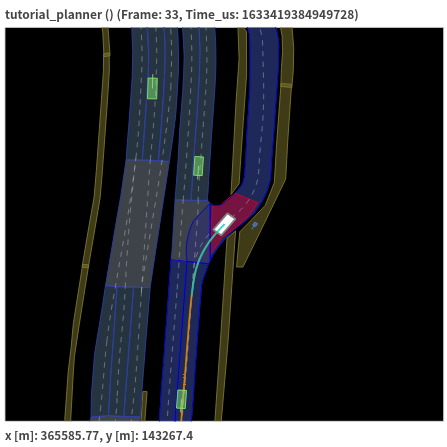 tutorial_planner () (Frame: 33, Time_us: 1633419384949728)
x [m]: 365585.77, y [m]: 143267.4